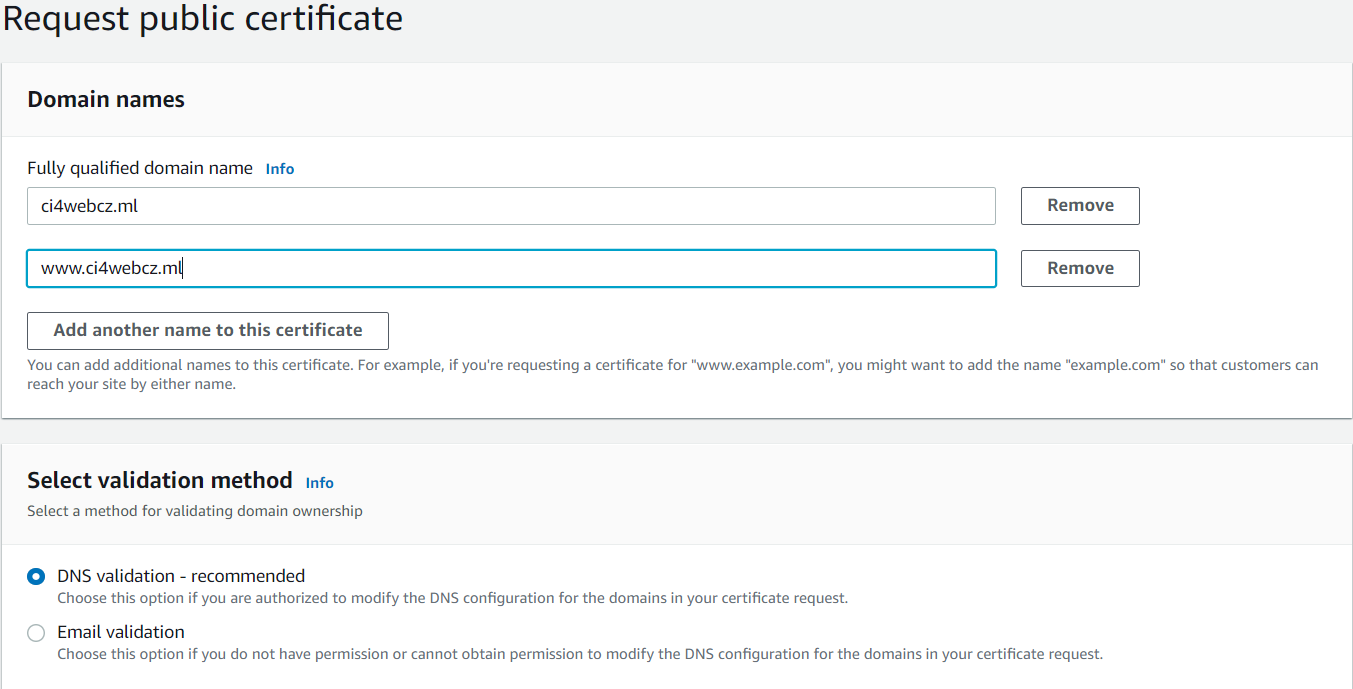 Request public certificate
Domain names
Fully qualified domain name Info
ci4webcz.ml
Remove
www.ci4webcz.ml
Remove
Add another name to this certificate
You can add additional names to this certificate. For example, if you're requesting a certificate for "www.example.com", you might want to add the name "example.com" so that customers can
reach your site by either name.
Select validation method Info
Select a method for validating domain ownership
DNS validation - recommended
Choose this option if you are authorized to modify the DNS configuration for the domains in your certificate request.
Email validation
Choose this option if you do not have permission or cannot obtain permission to modify the DNS configuration for the domains in your certificate request.